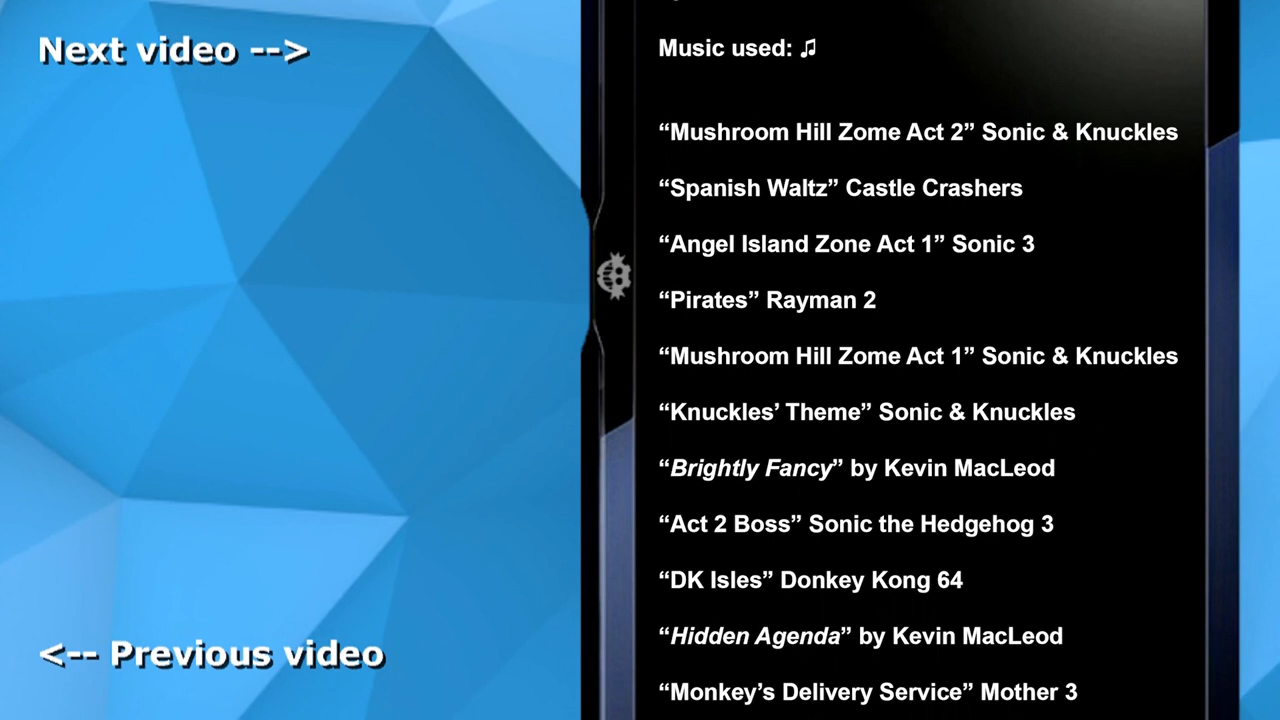 Next video -->
Music used: ♫
“Mushroom Hill Zome Act 2” Sonic & Knuckles
“Spanish Waltz” Castle Crashers
“Angel Island Zone Act 1” Sonic 3
“Pirates” Rayman 2
“Mushroom Hill Zome Act 1” Sonic & Knuckles
“Knuckles’ Theme” Sonic & Knuckles
“Brightly Fancy” by Kevin MacLeod
“Act 2 Boss” Sonic the Hedgehog 3
“DK Isles” Donkey Kong 64
“Hidden Agenda” by Kevin MacLeod
“Monkey’s Delivery Service” Mother 3
<-- Previous video